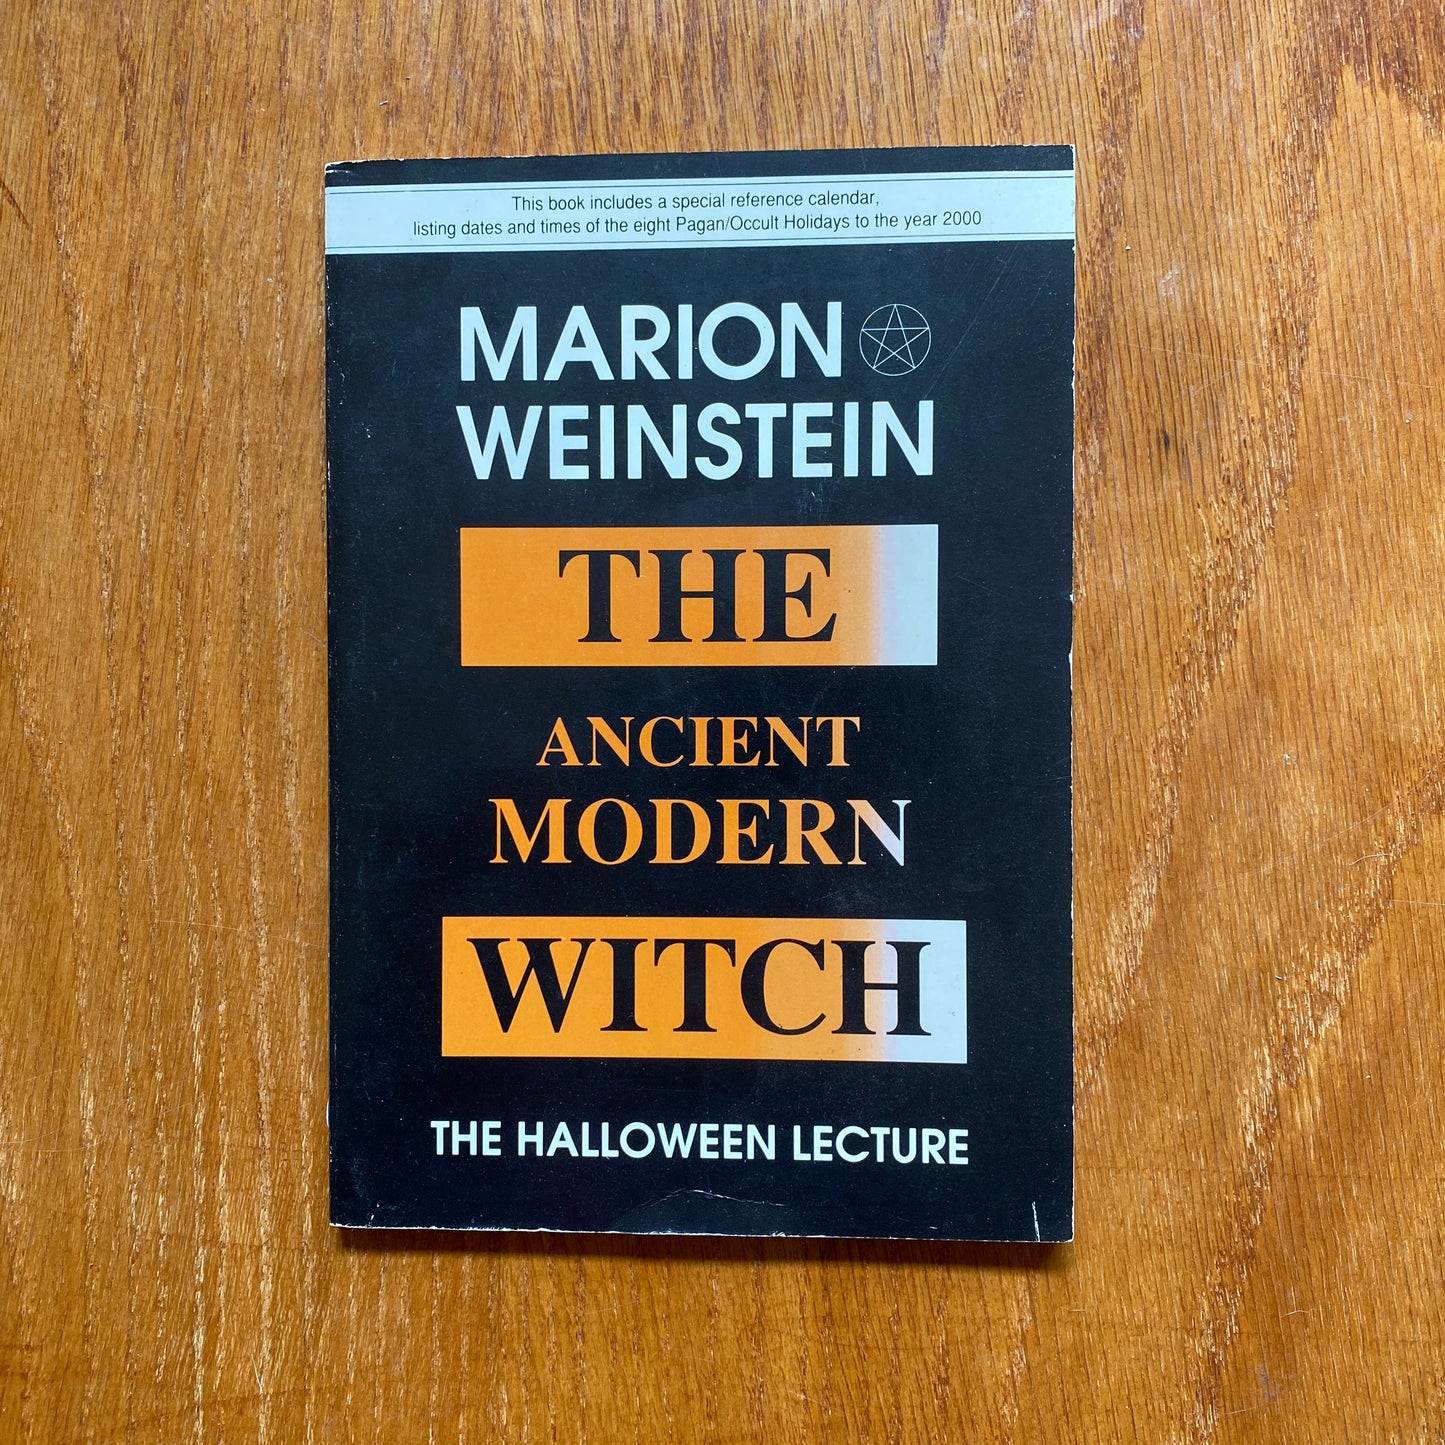 This book includes a special reference calendar,
listing dates and times of the eight Pagan/Occult Holidays to the year 2000
MARION
WEINSTEIN
THE
ANCIENT
MODERN
WITCH
THE HALLOWEEN LECTURE